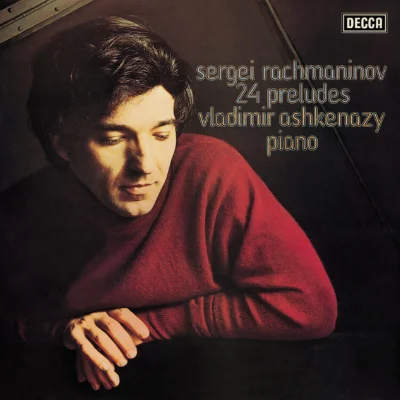 DECCA
sergei rachmaninov
24 preludes
vladimir ashkenazy
piano